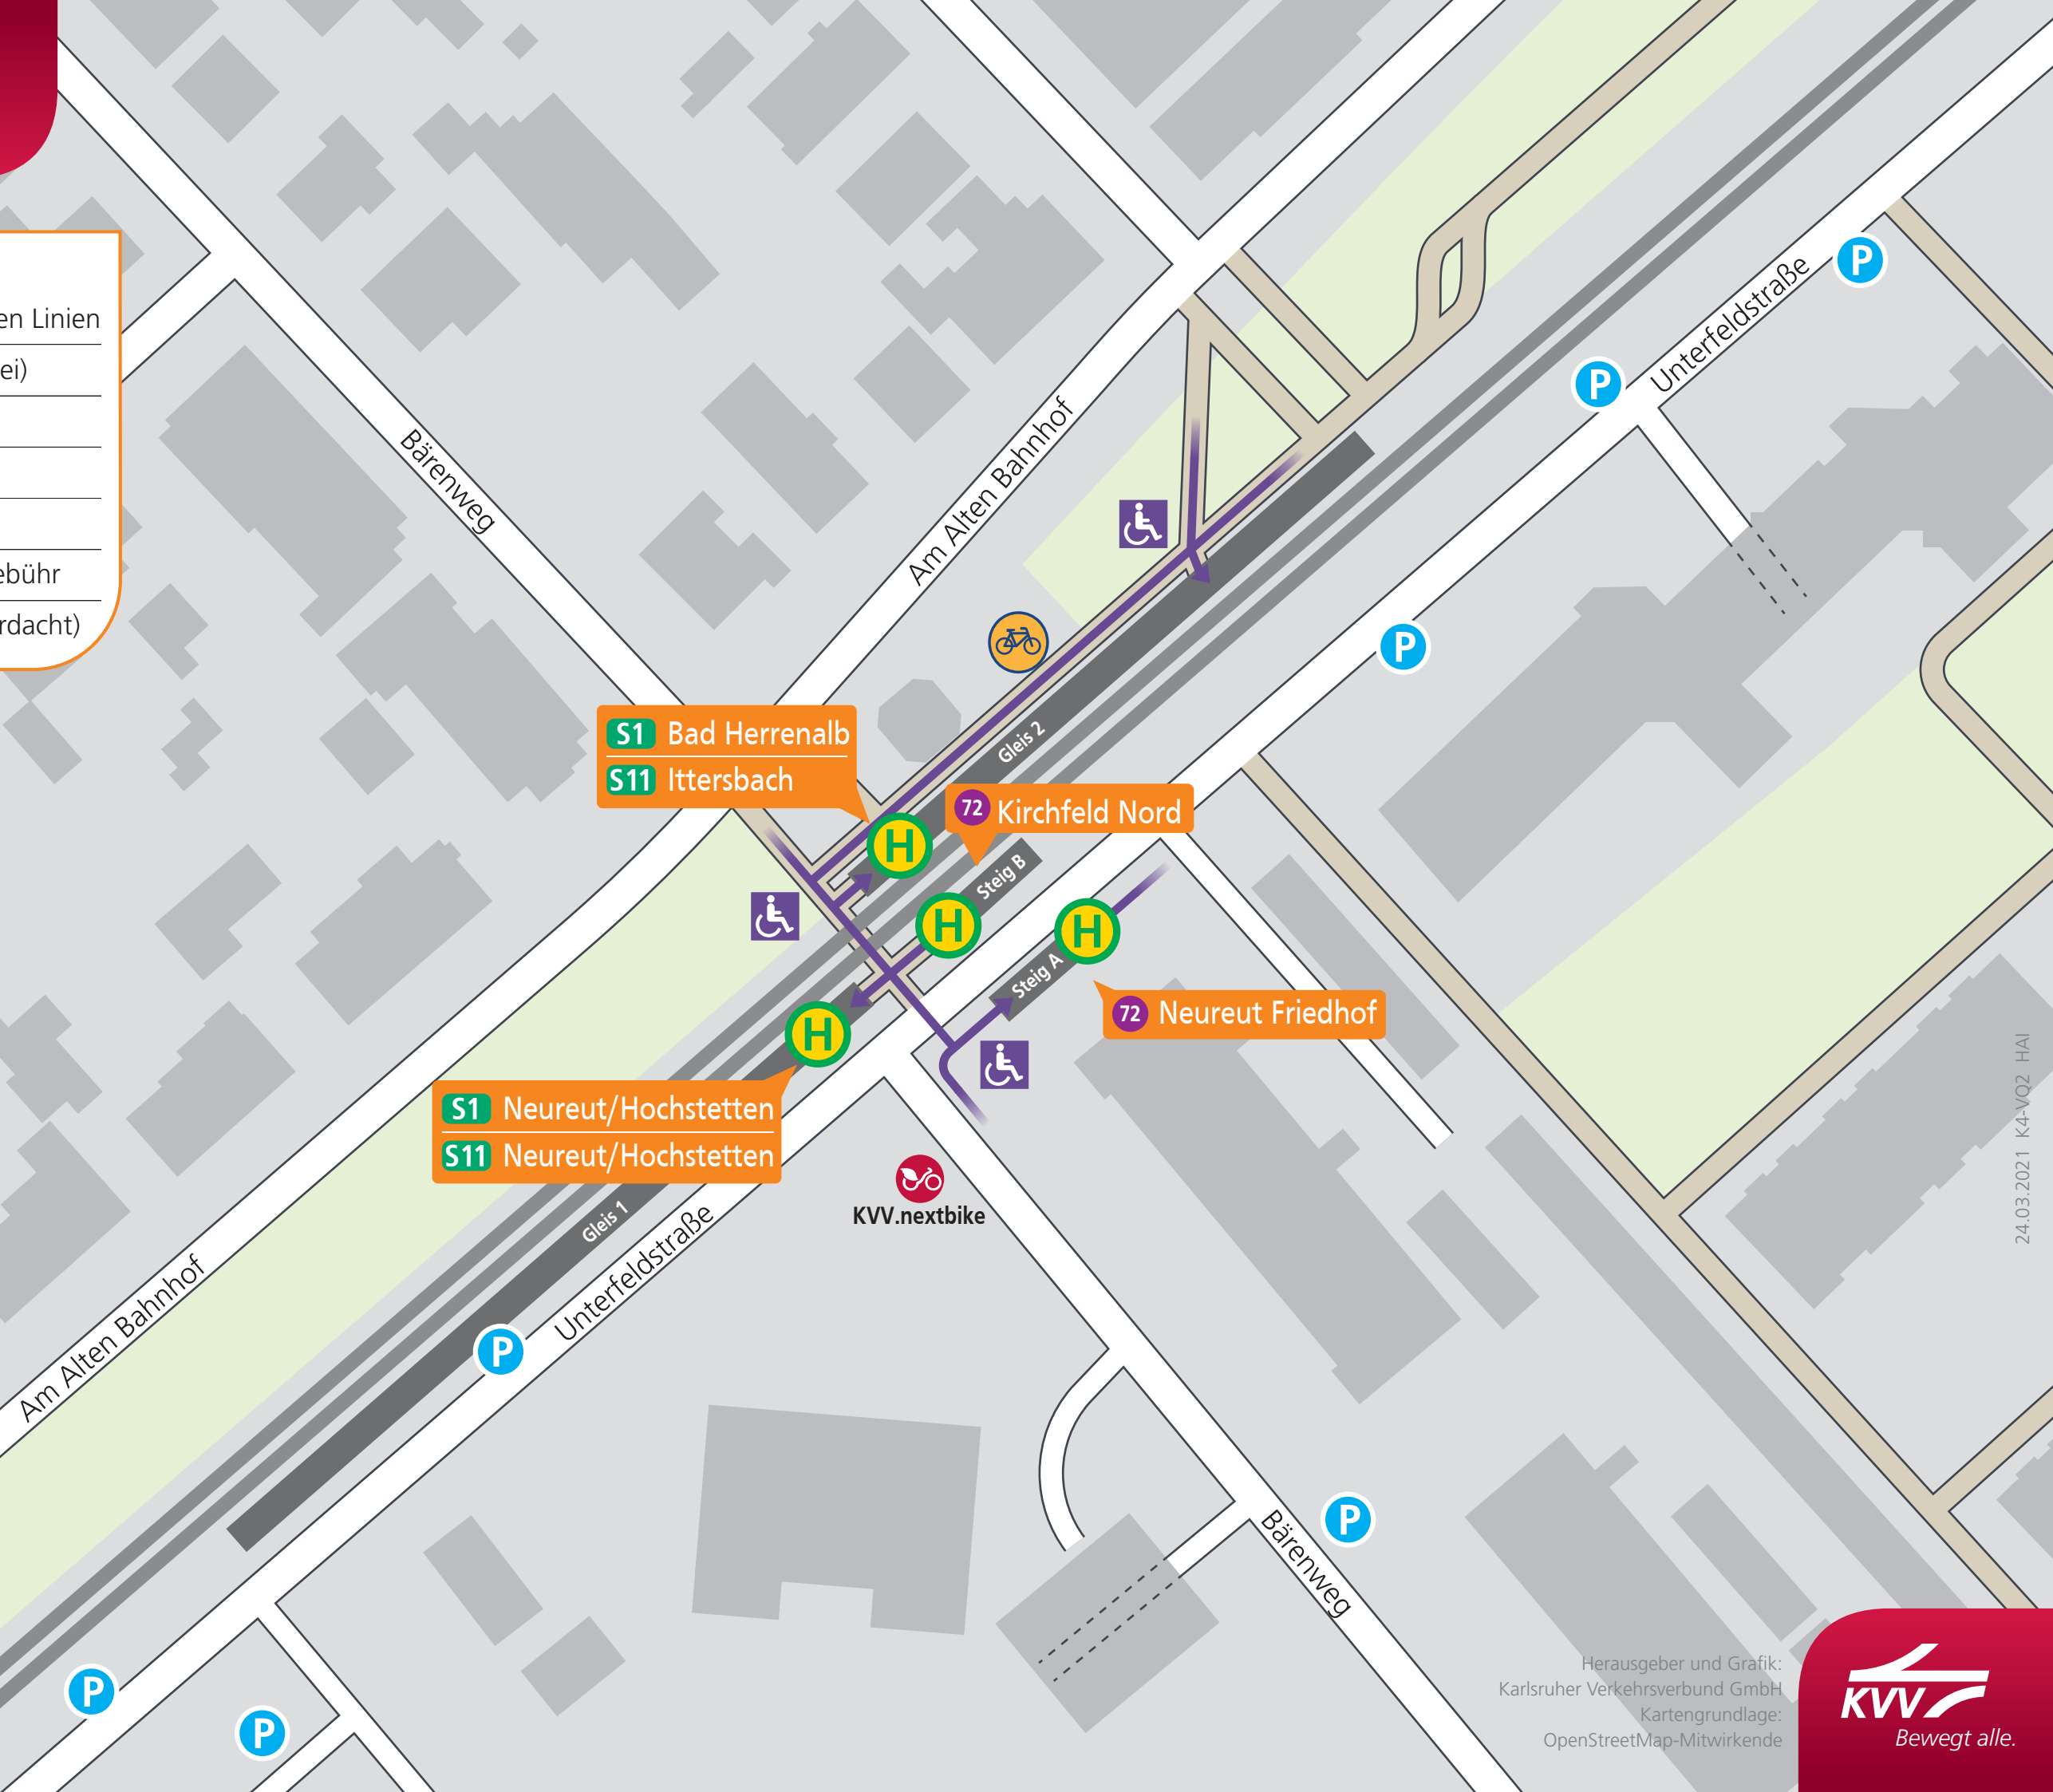 en Linien
ei)
ebühr
rdacht)
Bärenweg
Am Alten Bahnhof
Unterfeldstraße
P
P
P
Gleis 2
S1 Bad Herrenalb
S11 Ittersbach
72 Kirchfeld Nord
H
Steig B
H
H
Steig A
72 Neureut Friedhof
H
S1 Neureut/Hochstetten
S11 Neureut/Hochstetten
KVV.nextbike
Gleis 1
Unterfeldstraße
Am Alten Bahnhof
P
P
P
P
Bärenweg
24.03.2021 K4-VQ2 HAI
Herausgeber und Grafik:
Karlsruher Verkehrsverbund GmbH
Kartengrundlage:
OpenStreetMap-Mitwirkende
KVV
Bewegt alle.